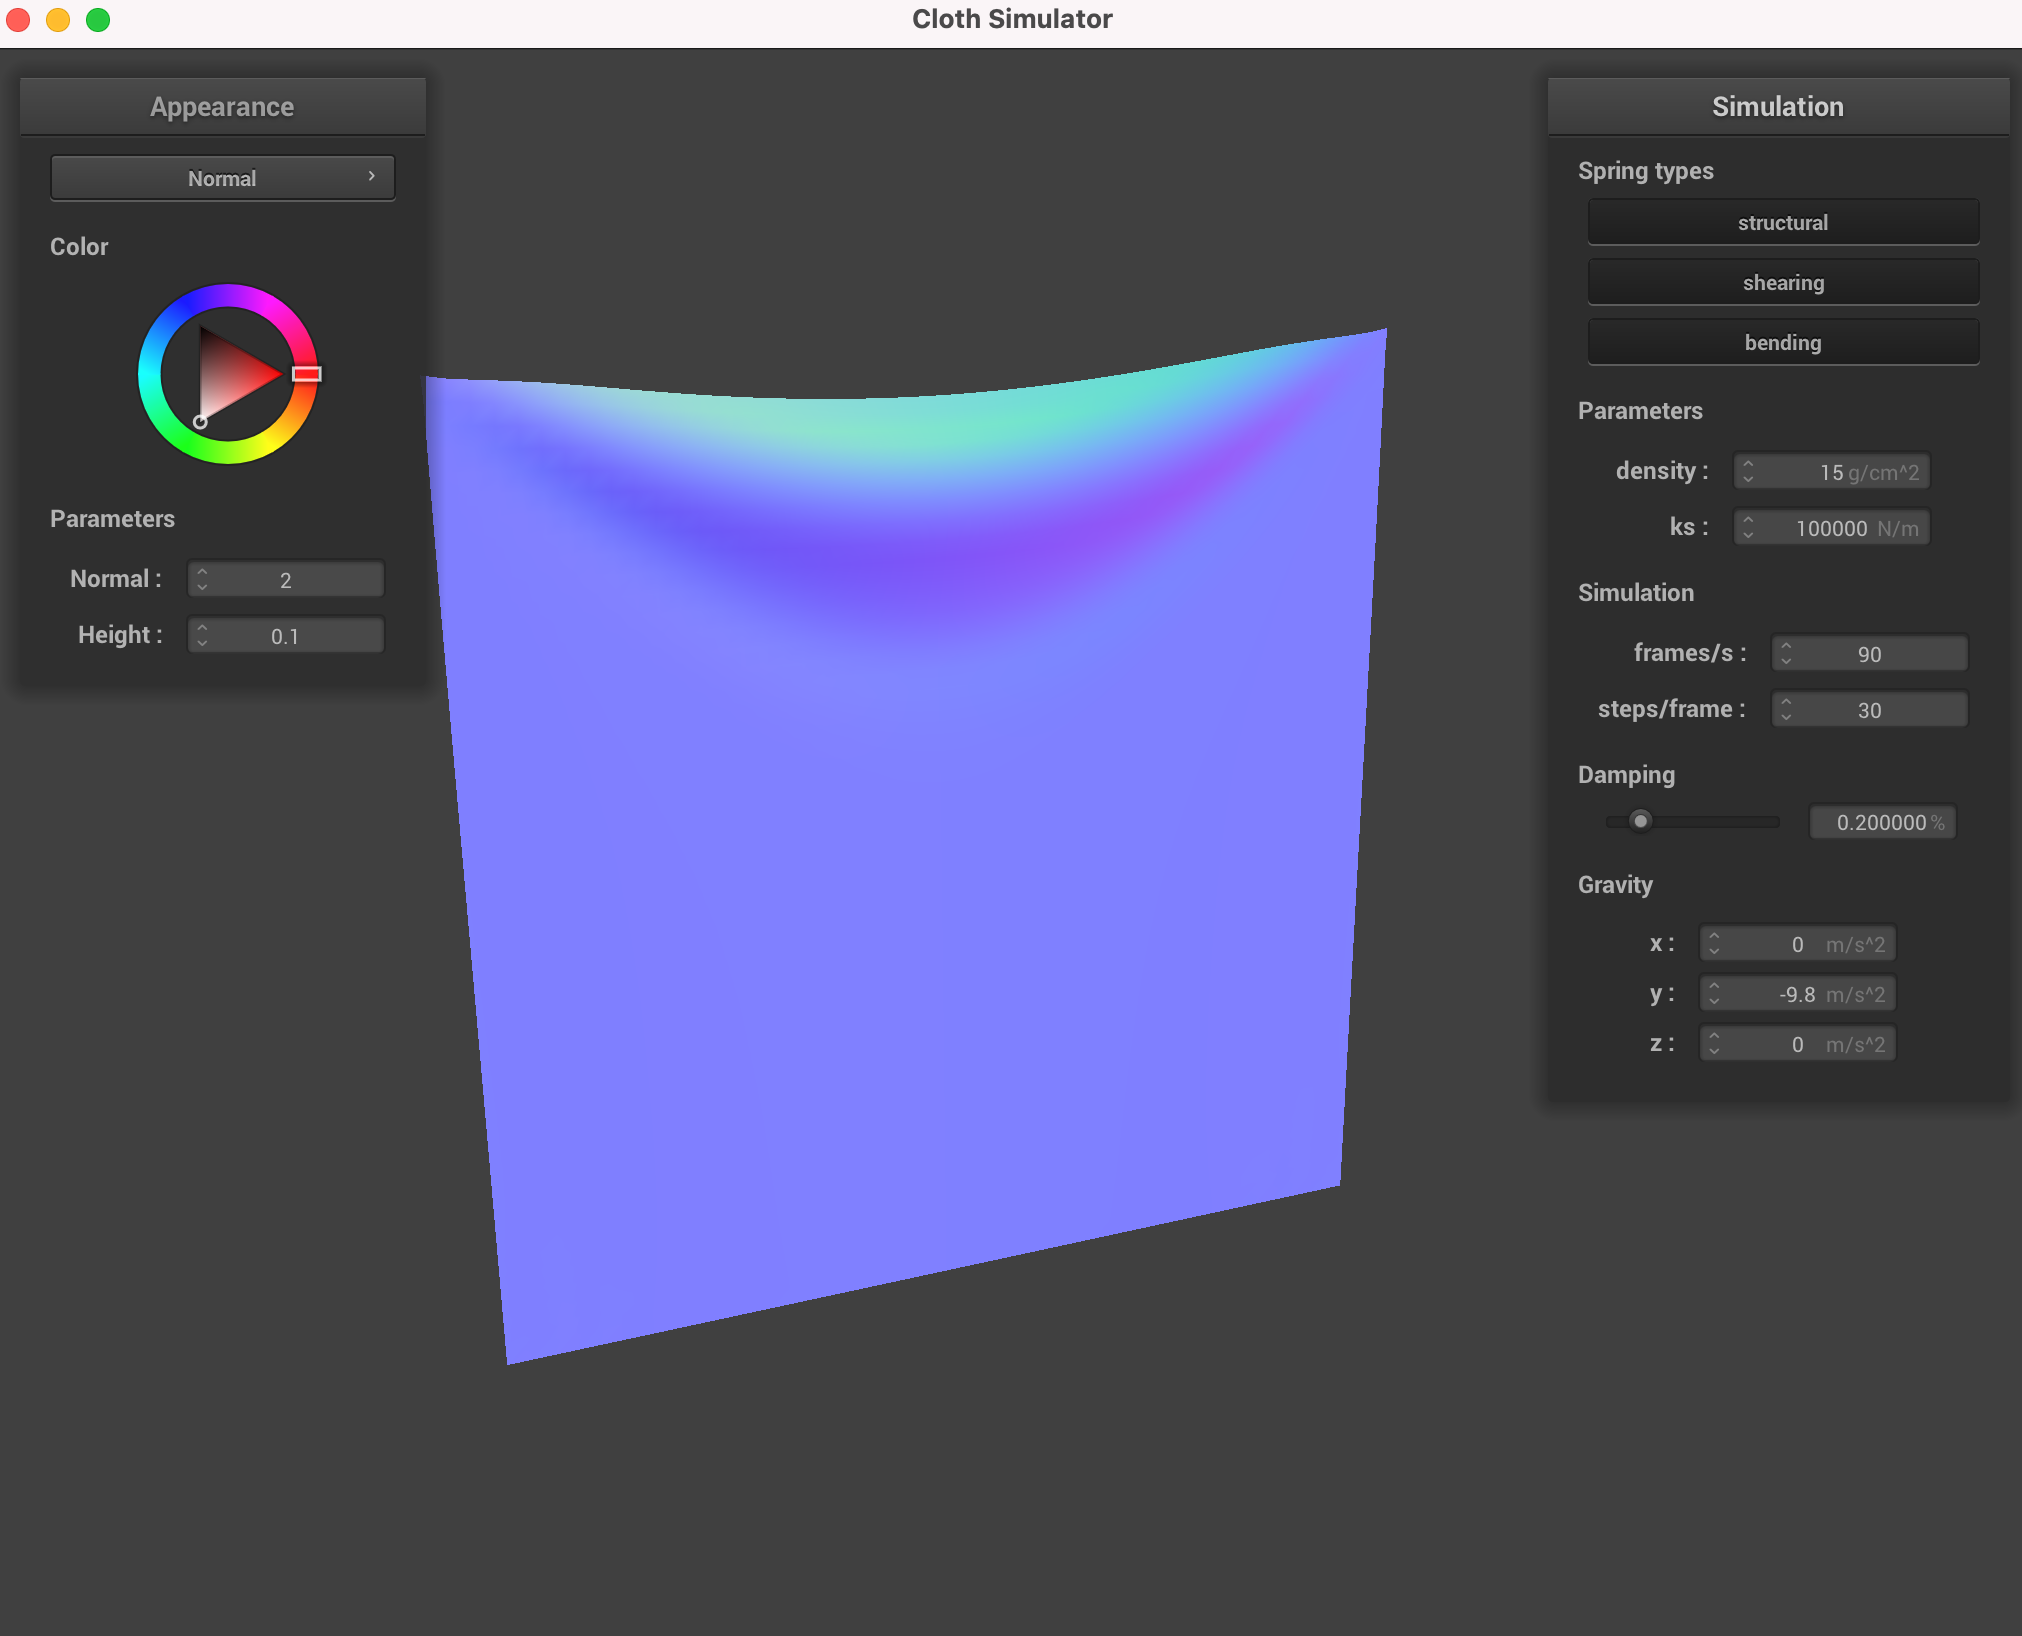 Cloth Simulator
Appearance
Normal
Color
Parameters
Normal : 2
Height : 0.1
Simulation
Spring types
structural
shearing
bending
Parameters
density : 15 g/cm^2
ks : 100000 N/m
Simulation
frames/s : 90
steps/frame : 30
Damping
0.200000 %
Gravity
x : 0 m/s^2
y : -9.8 m/s^2
z : 0 m/s^2